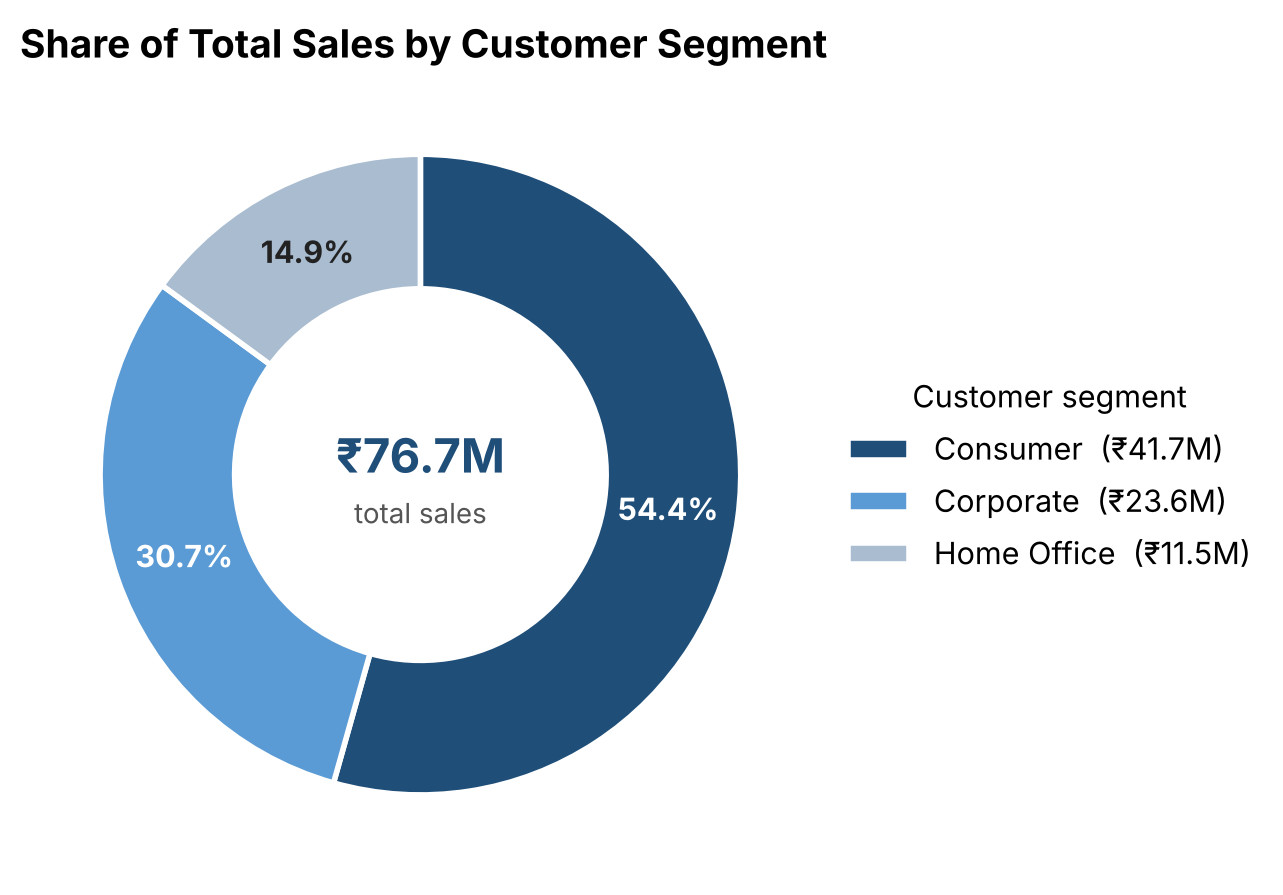 Share of Total Sales by Customer Segment
14.9%
₹76.7M
total sales
54.4%
30.7%
Customer segment
Consumer (₹41.7M)
Corporate (₹23.6M)
Home Office (₹11.5M)